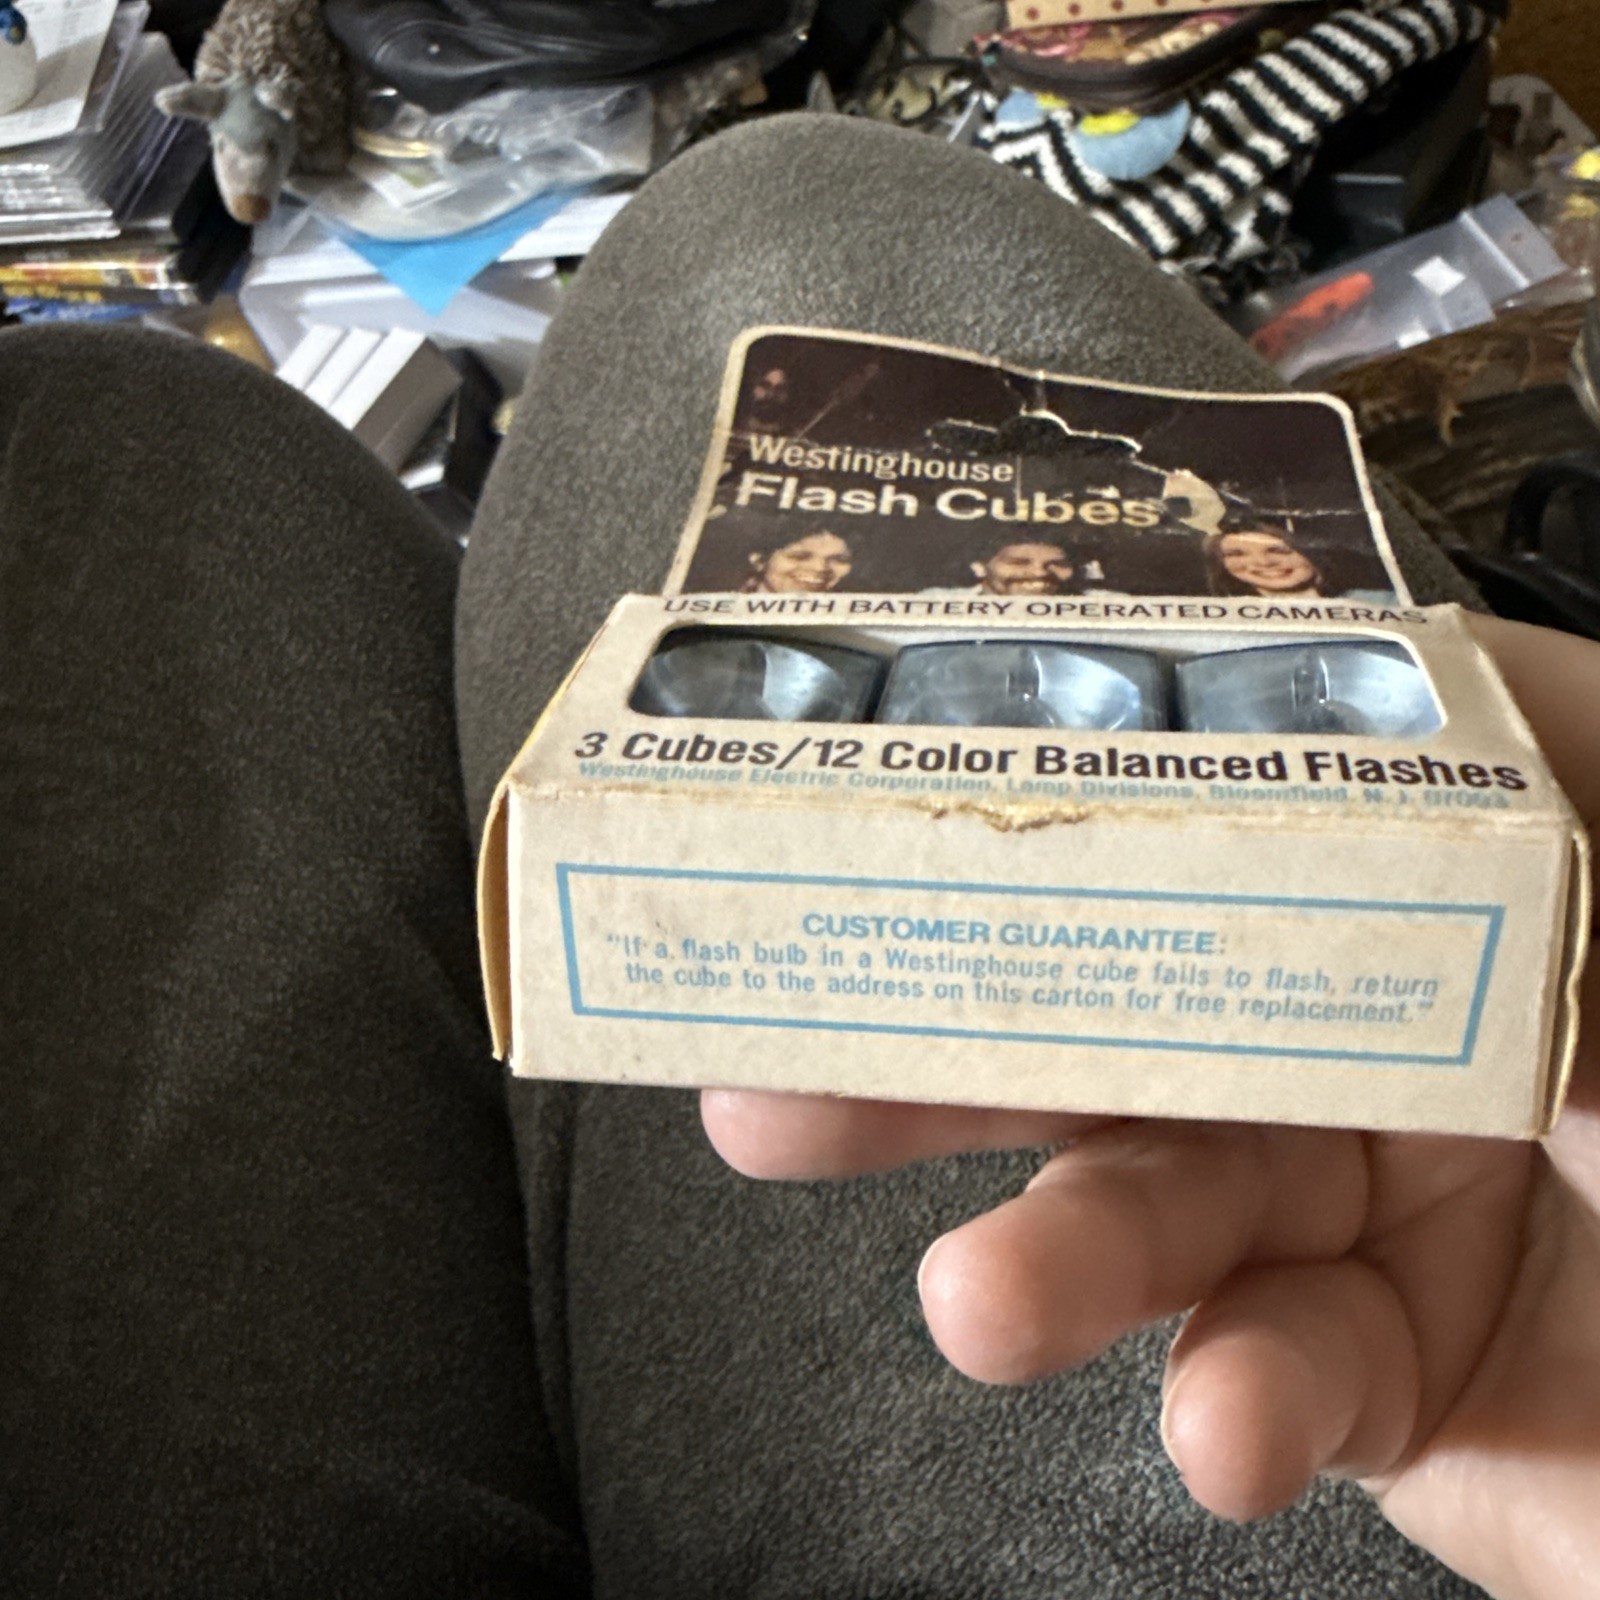 Westinghouse
Flash Cubes
USE WITH BATTERY OPERATED CAMERAS
3 Cubes/12 Color Balanced Flashes
Westinghouse Electric Corporation, Lamp Divisions, Bloomfield, N. J. 07003
CUSTOMER GUARANTEE:
"If a flash bulb in a Westinghouse cube fails to flash, return
the cube to the address on this carton for free replacement."